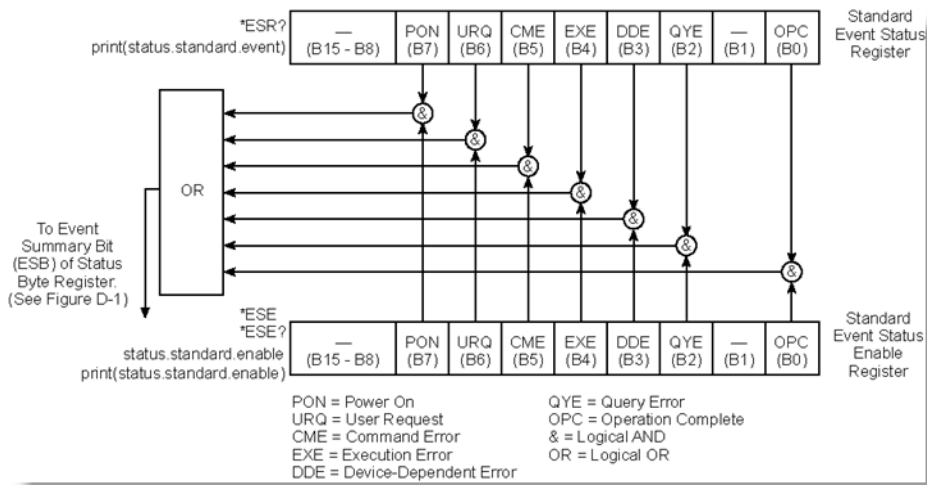 *ESR?
print(status.standard.event)
—
(B15 - B8)
PON
(B7)
URQ
(B6)
CME
(B5)
EXE
(B4)
DDE
(B3)
QYE
(B2)
—
(B1)
OPC
(B0)
Standard
Event Status
Register
&
&
&
&
&
&
&
OR
To Event
Summary Bit
(ESB) of Status
Byte Register.
(See Figure D-1)
*ESE
*ESE?
status.standard.enable
print(status.standard.enable)
—
(B15 - B8)
PON
(B7)
URQ
(B6)
CME
(B5)
EXE
(B4)
DDE
(B3)
QYE
(B2)
—
(B1)
OPC
(B0)
Standard
Event Status
Enable
Register
PON = Power On
URQ = User Request
CME = Command Error
EXE = Execution Error
DDE = Device-Dependent Error
QYE = Query Error
OPC = Operation Complete
& = Logical AND
OR = Logical OR